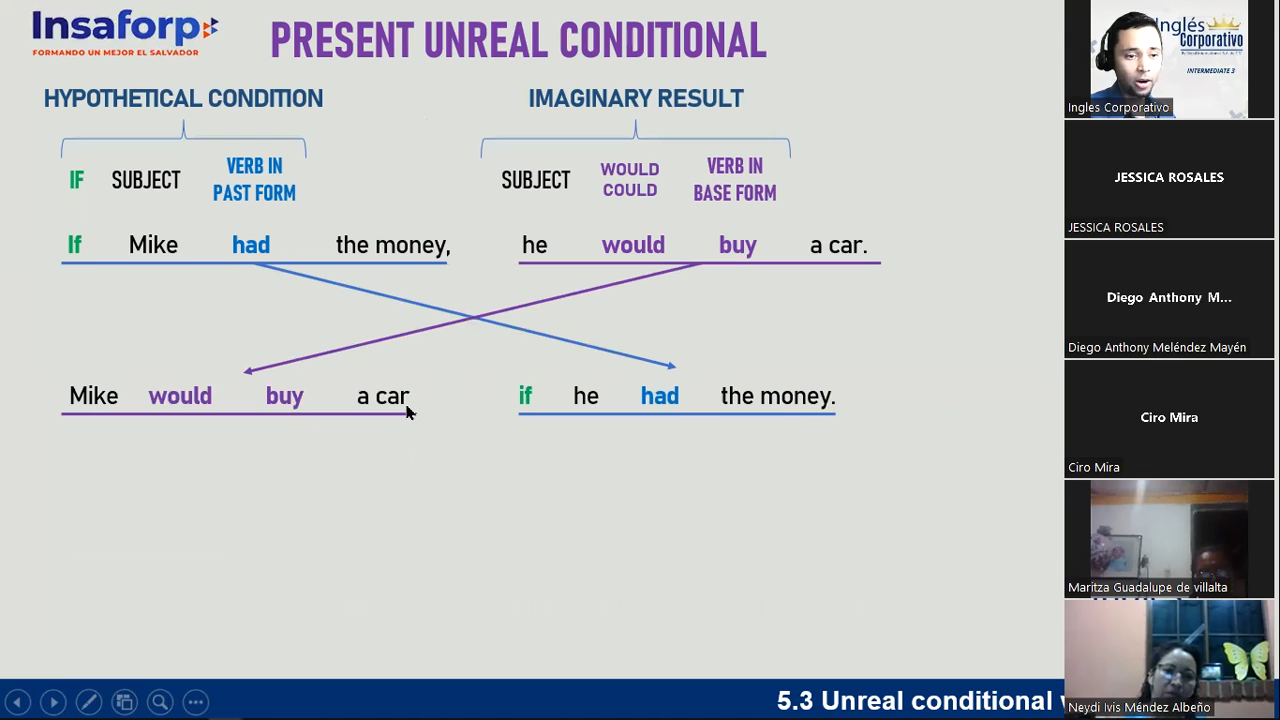 Insaforp
FORMANDO UN MEJOR EL SALVADOR
PRESENT UNREAL CONDITIONAL
HYPOTHETICAL CONDITION
IMAGINARY RESULT
IF SUBJECT VERB IN PAST FORM
SUBJECT WOULD COULD VERB IN BASE FORM
If Mike had the money, he would buy a car.
Mike would buy a car if he had the money.
5.3 Unreal conditional
Inglés
Corporativo
INTERMEDIATE 3
Ingles Corporativo
JESSICA ROSALES
JESSICA ROSALES
Diego Anthony M...
Diego Anthony Meléndez Mayén
Ciro Mira
Ciro Mira
Maritza Guadalupe de villalta
Neydi Ivis Méndez Albeño